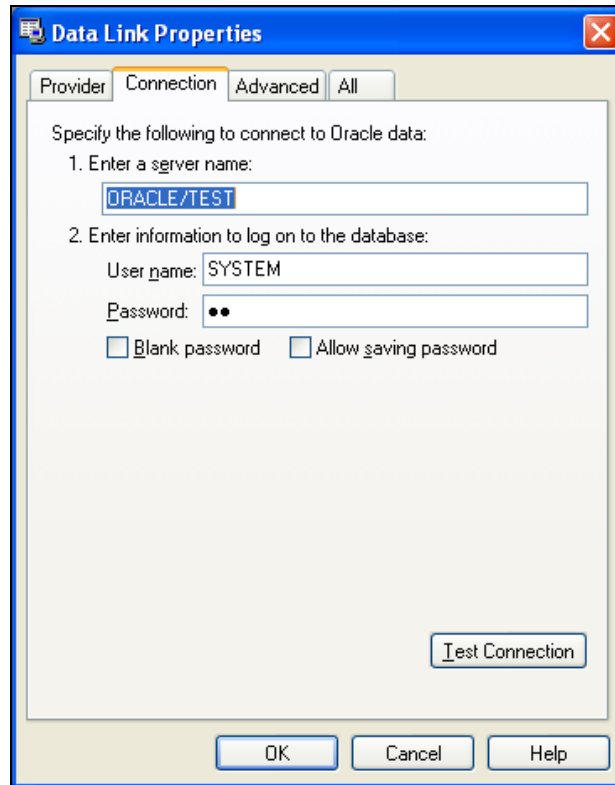 Data Link Properties
Provider Connection Advanced All
Specify the following to connect to Oracle data:
1. Enter a server name:
ORACLE/TEST
2. Enter information to log on to the database:
User name: SYSTEM
Password: ●●
Blank password Allow saving password
Test Connection
OK Cancel Help